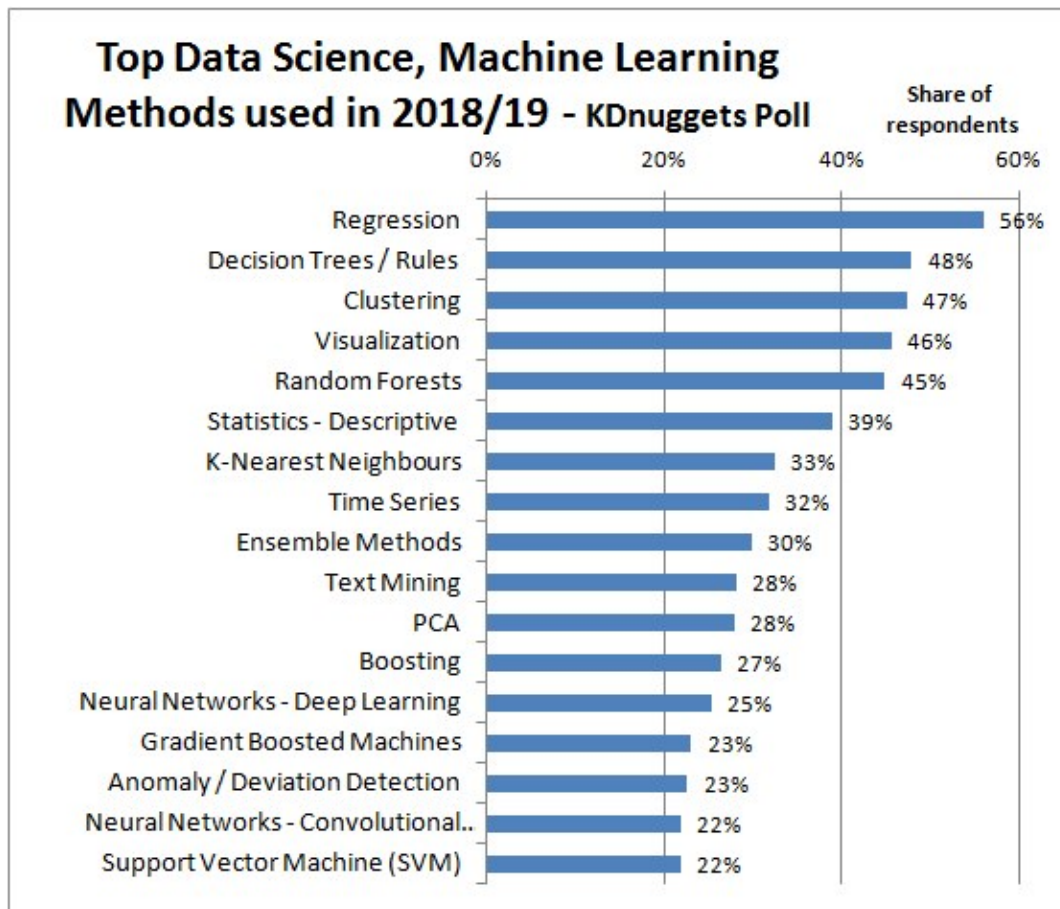 Top Data Science, Machine Learning
Methods used in 2018/19 - KDnuggets Poll
Share of
respondents
0% 20% 40% 60%
Regression 56%
Decision Trees / Rules 48%
Clustering 47%
Visualization 46%
Random Forests 45%
Statistics - Descriptive 39%
K-Nearest Neighbours 33%
Time Series 32%
Ensemble Methods 30%
Text Mining 28%
PCA 28%
Boosting 27%
Neural Networks - Deep Learning 25%
Gradient Boosted Machines 23%
Anomaly / Deviation Detection 23%
Neural Networks - Convolutional.. 22%
Support Vector Machine (SVM) 22%